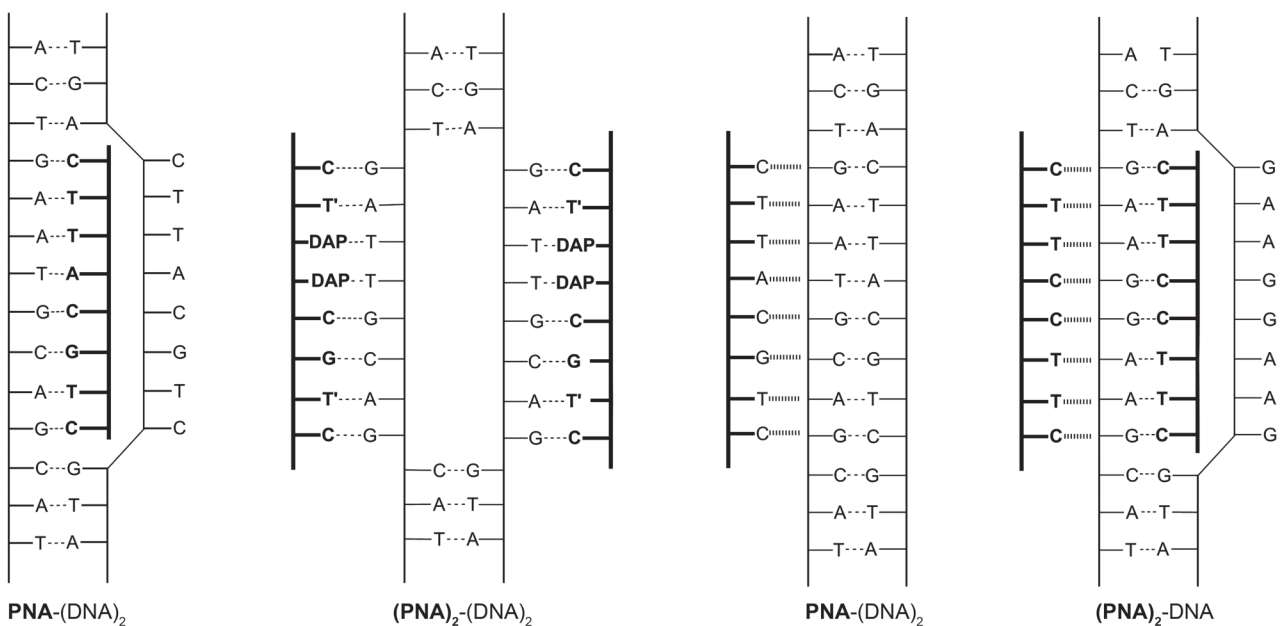 A T
C G
T A
G C C
A T T
A T T
T A A
G C C
C G G
A T T
G C C
C G
A T
T A
PNA-(DNA)₂
A T
C G
T A
C G G C
T' A A T'
DAP T T DAP
DAP T T DAP
C G G C
G C C G
T' A A T'
C G G C
C G
A T
T A
(PNA)₂-(DNA)₂
A T
C G
T A
C G C
T A T
T A T
A T A
C G C
G C G
T A T
C G C
C G
A T
T A
PNA-(DNA)₂
A T
C G
T A
C G C G
T A T A
T A T A
C G C G
C G C G
T A T A
T A T A
C G C G
C G
A T
T A
(PNA)₂-DNA